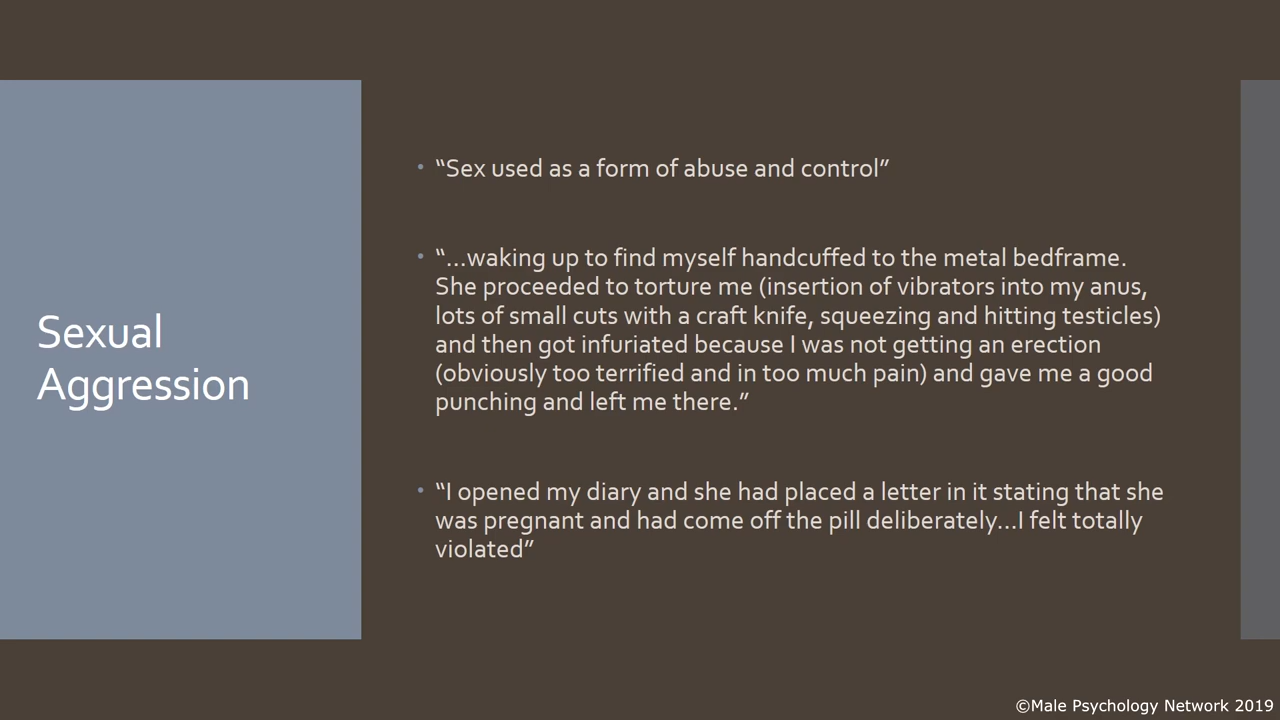 Sexual
Aggression
• “Sex used as a form of abuse and control”
• “…waking up to find myself handcuffed to the metal bedframe.
She proceeded to torture me (insertion of vibrators into my anus,
lots of small cuts with a craft knife, squeezing and hitting testicles)
and then got infuriated because I was not getting an erection
(obviously too terrified and in too much pain) and gave me a good
punching and left me there.”
• “I opened my diary and she had placed a letter in it stating that she
was pregnant and had come off the pill deliberately…I felt totally
violated”
©Male Psychology Network 2019